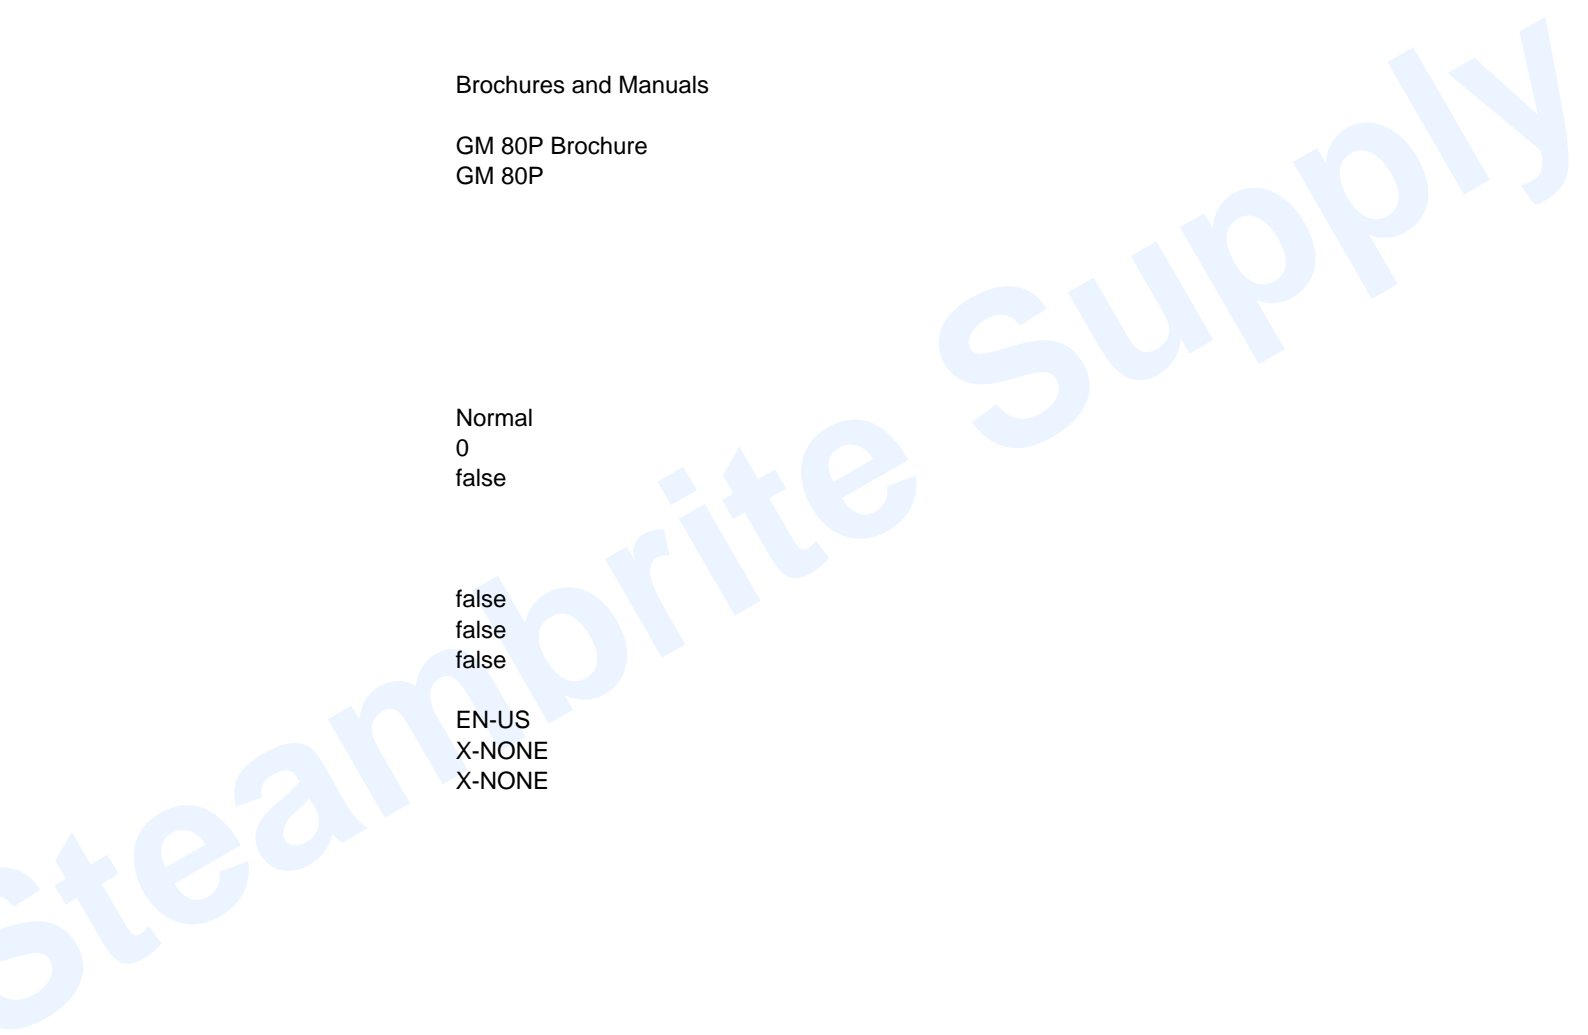 Brochures and Manuals
GM 80P Brochure
GM 80P
Normal
0
false
false
false
false
EN-US
X-NONE
X-NONE
Steambrite Supply